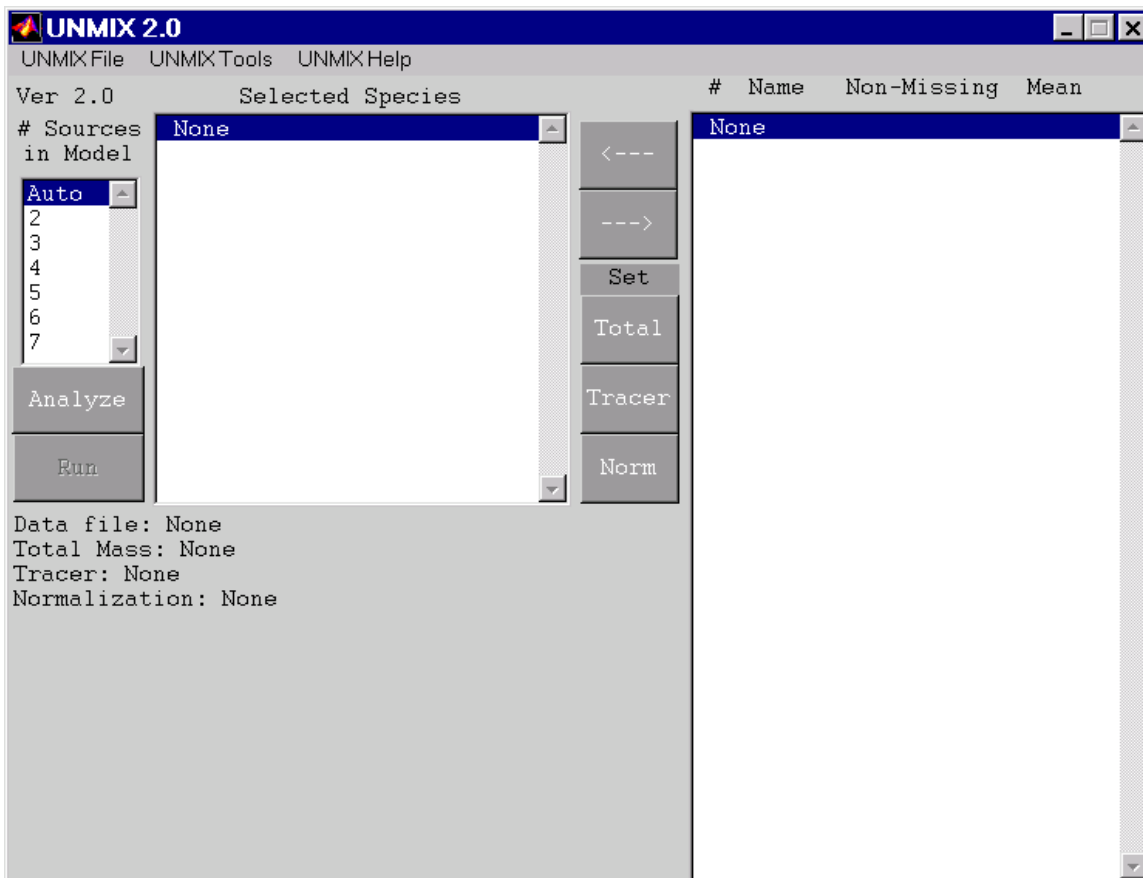 UNMIX 2.0
UNMIX File UNMIX Tools UNMIX Help
Ver 2.0
Selected Species
# Name Non-Missing Mean
# Sources
in Model
None
None
Auto
2
3
4
5
6
7
Analyze
Run
<---
--->
Set
Total
Tracer
Norm
Data file: None
Total Mass: None
Tracer: None
Normalization: None